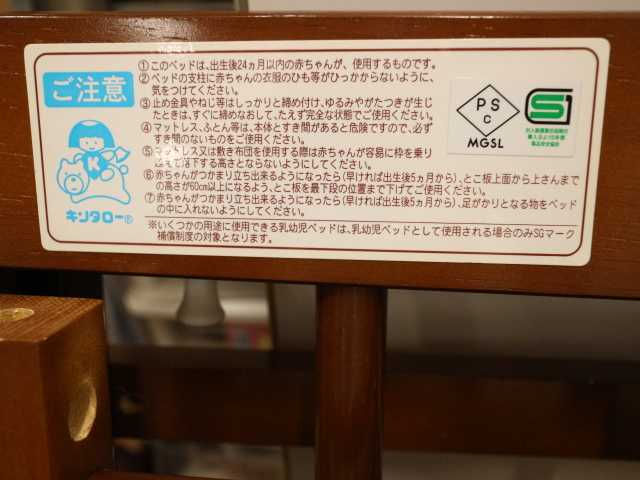 ご注意
①このベッドは、出生後24ヵ月以内の赤ちゃんが、使用するものです。
②ベッドの支柱に赤ちゃんの衣服のひも等がひっかからないように、
気をつけてください。
③止め金具やねじ等はしっかりと締め付け、ゆるみやがたつきが生じ
たときは、すぐに締めなおして、たえず完全な状態でご使用ください。
④マットレス、ふとん等は、本体とすき間があると危険ですので、必ず
すき間のないものをご使用ください。
⑤マットレス又は敷き布団を使用する際は赤ちゃんが容易に枠を乗り
越えて落下する高さとならないようにしてください。
⑥赤ちゃんがつかまり立ち出来るようになったら(早ければ出生後5ヵ月から)、とこ板上面から上さんまで
の高さが60cm以上になるよう、とこ板を最下段の位置まで下げてご使用ください。
⑦赤ちゃんがつかまり立ち出来るようになったら(早ければ出生後5ヵ月から)、足がかりとなる物をベッド
の中に入れないようにしてください。
※いくつかの用途に使用できる乳幼児ベッドは、乳幼児ベッドとして使用される場合のみSGマーク
補償制度の対象となります。
K
キンタロー®
PS
C
MGSL